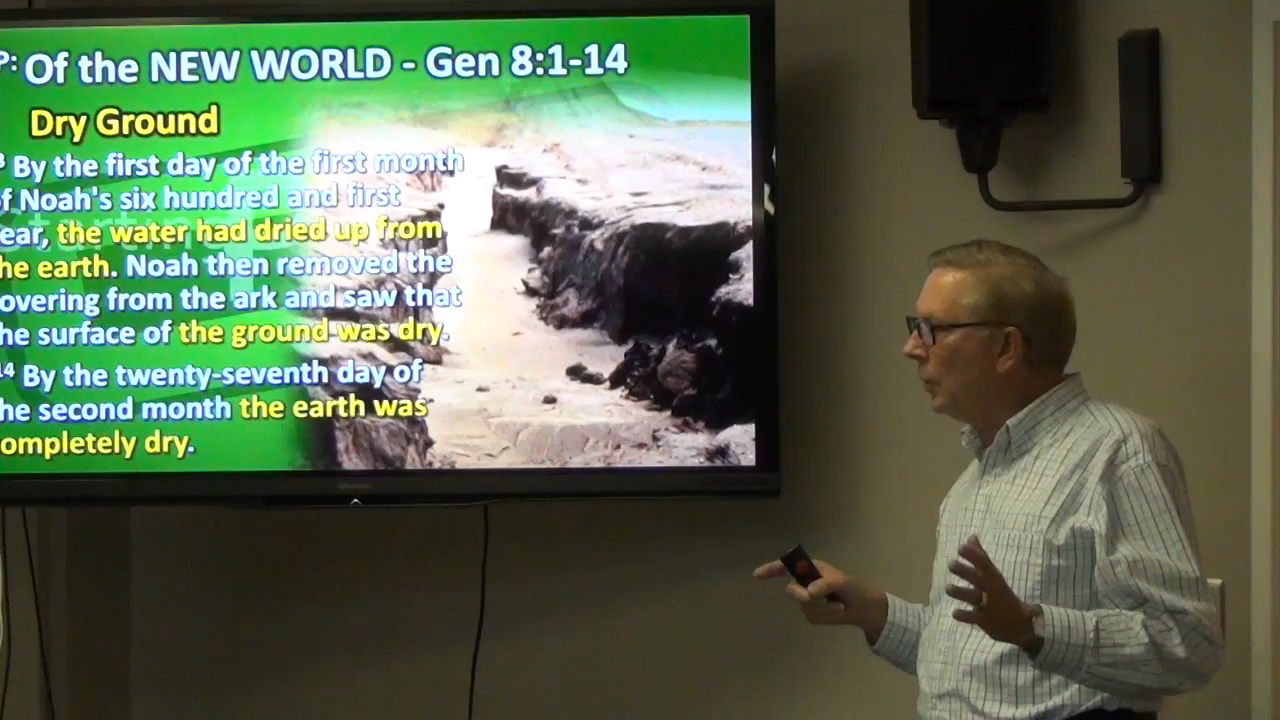 P: Of the NEW WORLD - Gen 8:1-14
Dry Ground
3 By the first day of the first month
f Noah's six hundred and first
ear, the water had dried up from
he earth. Noah then removed the
overing from the ark and saw that
he surface of the ground was dry.
14 By the twenty-seventh day of
he second month the earth was
ompletely dry.